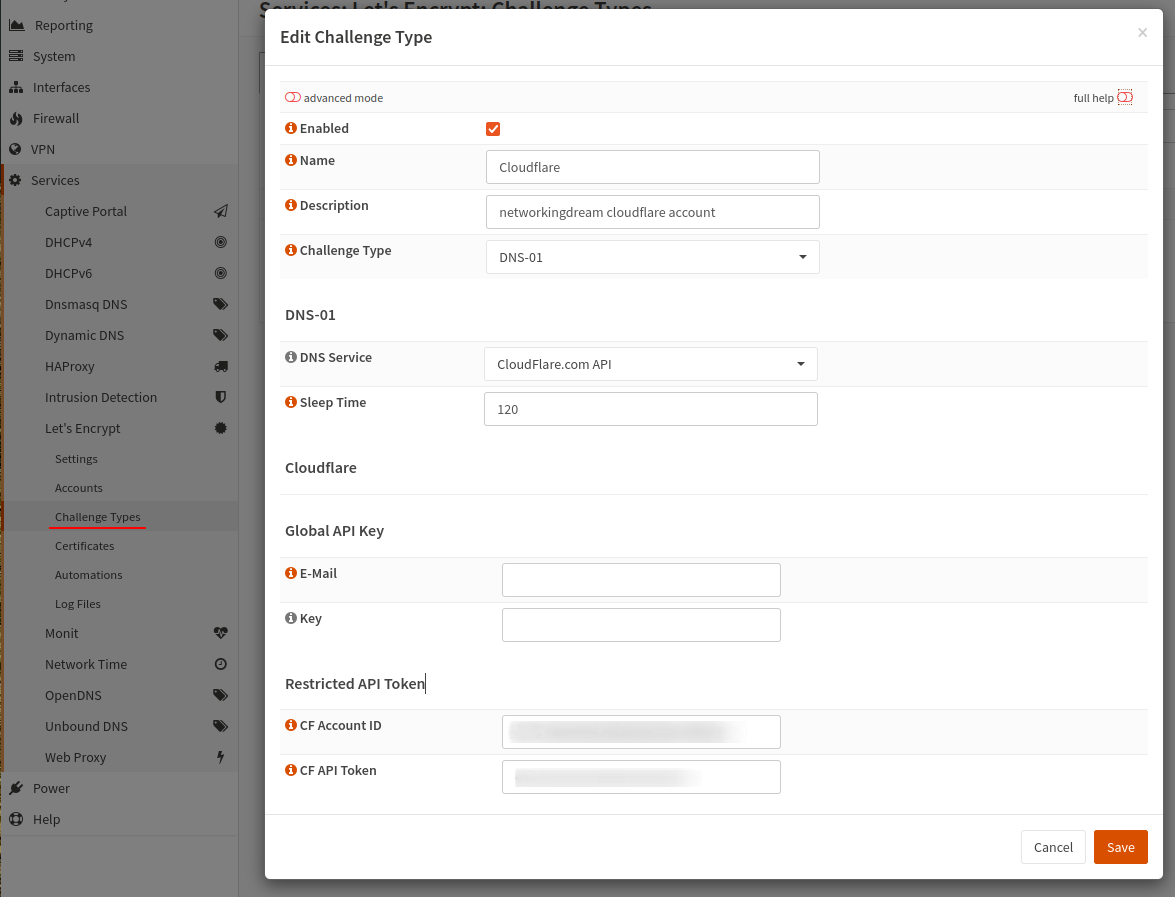 Services: Let's Encrypt: Challenge Types
Reporting
System
Interfaces
Firewall
VPN
Services
Captive Portal
DHCPv4
DHCPv6
Dnsmasq DNS
Dynamic DNS
HAProxy
Intrusion Detection
Let's Encrypt
Settings
Accounts
Challenge Types
Certificates
Automations
Log Files
Monit
Network Time
OpenDNS
Unbound DNS
Web Proxy
Power
Help
Edit Challenge Type
×
advanced mode
full help
Enabled
Name
Cloudflare
Description
networkingdream cloudflare account
Challenge Type
DNS-01
DNS-01
DNS Service
CloudFlare.com API
Sleep Time
120
Cloudflare
Global API Key
E-Mail
Key
Restricted API Token
CF Account ID
CF API Token
Cancel
Save